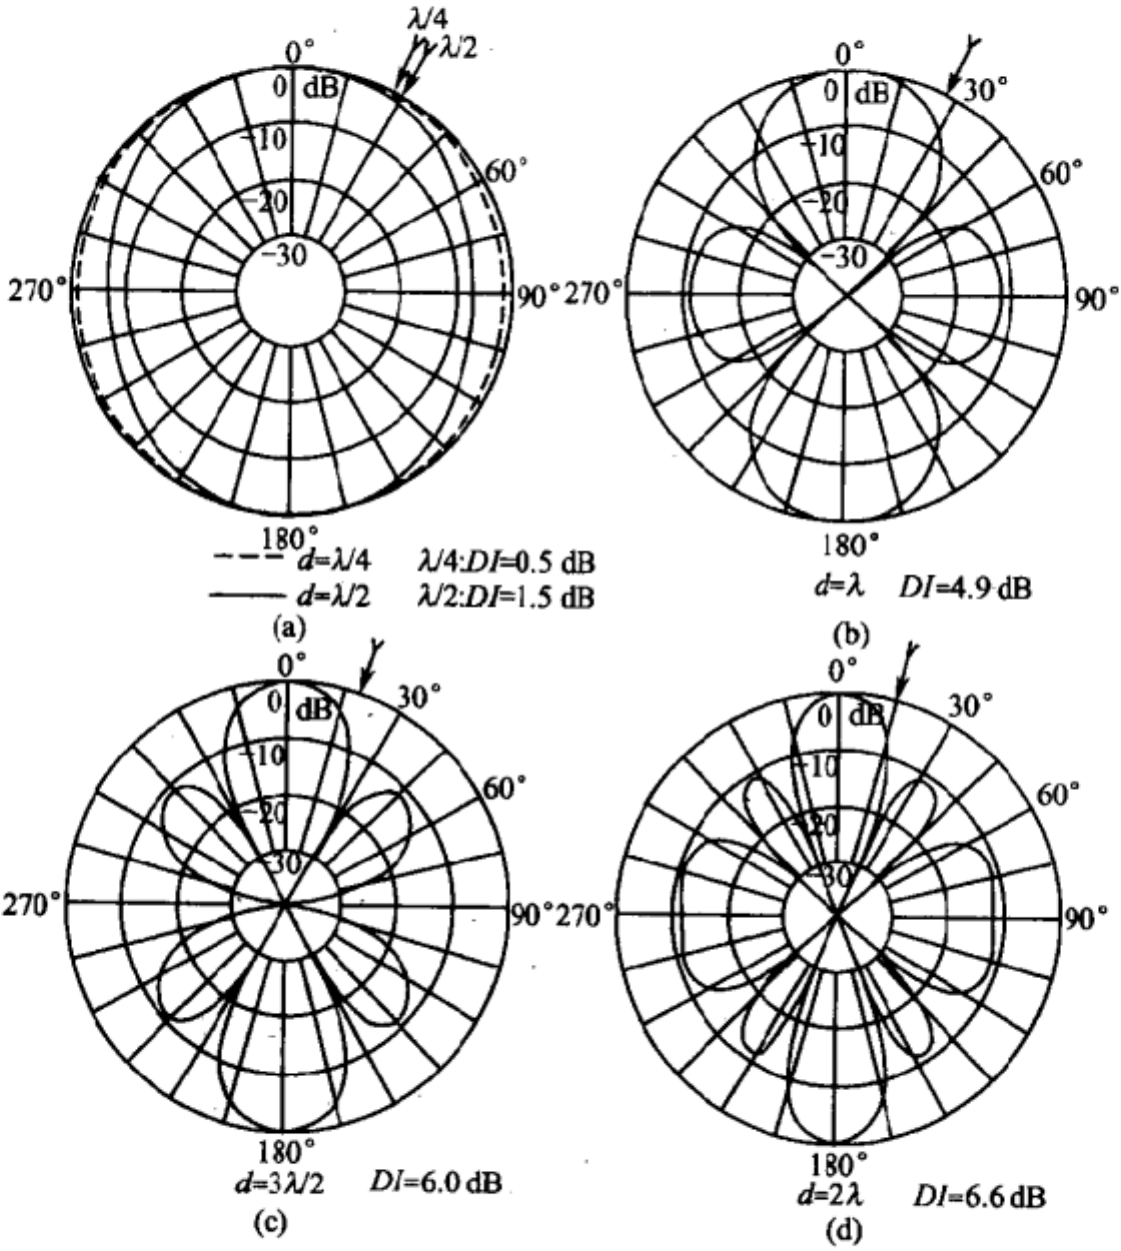 λ/4
λ/2
0°
0 dB
−10
−20
−30
60°
90°
270°
180°
d=λ/4 λ/4:DI=0.5 dB
d=λ/2 λ/2:DI=1.5 dB
(a)
0°
0 dB
30°
−10
−20
−30
60°
90°
270°
180°
d=λ DI=4.9 dB
(b)
0°
0 dB
30°
−10
−20
−30
60°
90°
270°
180°
d=3λ/2 DI=6.0 dB
(c)
0°
0 dB
30°
−10
−20
−30
60°
90°
270°
180°
d=2λ DI=6.6 dB
(d)